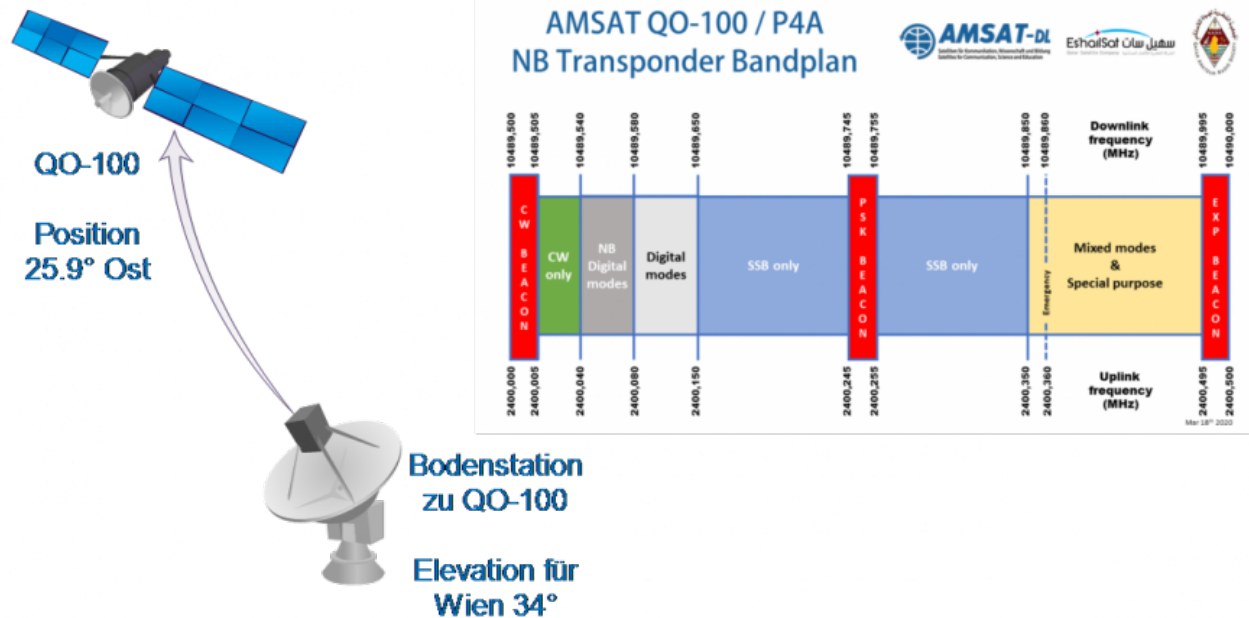 AMSAT QO-100 / P4A
NB Transponder Bandplan
AMSAT-DL
EshailSat سهيل سات
QO-100
Position
25.9° Ost
Bodenstation
zu QO-100
Elevation für
Wien 34°
10489,500
10489,505
10489,540
10489,580
10489,650
10489,745
10489,755
10489,850
10489,860
Downlink
frequency
(MHz)
10489,995
10490,000
CW BEACON
CW
only
NB
Digital
modes
Digital
modes
SSB only
PSK BEACON
SSB only
Emergency
Mixed modes
&
Special purpose
EXP BEACON
2400,000
2400,005
2400,040
2400,080
2400,150
2400,245
2400,255
2400,350
2400,360
Uplink
frequency
(MHz)
2400,495
2400,500
Mar 18th 2020